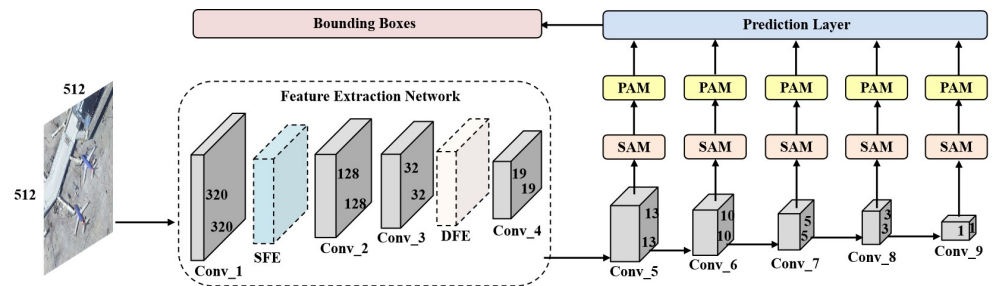 Bounding Boxes
Prediction Layer
512
512
Feature Extraction Network
320
320
Conv_1
SFE
128
128
Conv_2
32
32
Conv_3
DFE
19
19
Conv_4
PAM
PAM
PAM
PAM
PAM
SAM
SAM
SAM
SAM
SAM
13
13
Conv_5
10
10
Conv_6
5
5
Conv_7
3
3
Conv_8
1
1
Conv_9